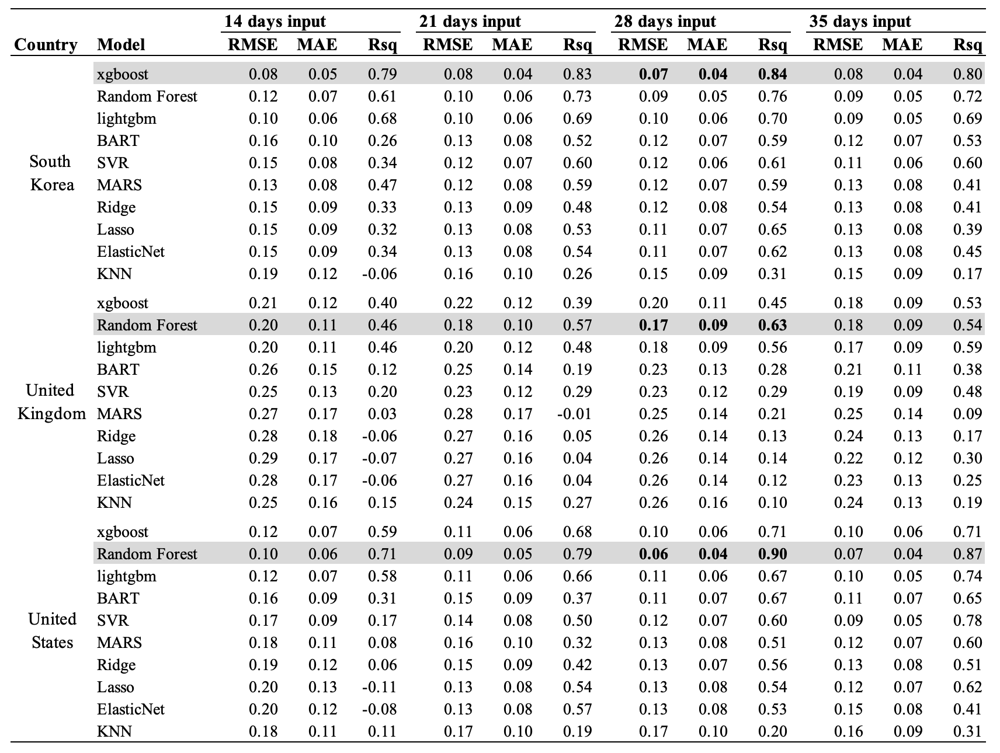 14 days input 21 days input 28 days input 35 days input
Country Model RMSE MAE Rsq RMSE MAE Rsq RMSE MAE Rsq RMSE MAE Rsq
xgboost 0.08 0.05 0.79 0.08 0.04 0.83 0.07 0.04 0.84 0.08 0.04 0.80
Random Forest 0.12 0.07 0.61 0.10 0.06 0.73 0.09 0.05 0.76 0.09 0.05 0.72
lightgbm 0.10 0.06 0.68 0.10 0.06 0.69 0.10 0.06 0.70 0.09 0.05 0.69
BART 0.16 0.10 0.26 0.13 0.08 0.52 0.12 0.07 0.59 0.12 0.07 0.53
South
SVR 0.15 0.08 0.34 0.12 0.07 0.60 0.12 0.06 0.61 0.11 0.06 0.60
Korea
MARS 0.13 0.08 0.47 0.12 0.08 0.59 0.12 0.07 0.59 0.13 0.08 0.41
Ridge 0.15 0.09 0.33 0.13 0.09 0.48 0.12 0.08 0.54 0.13 0.08 0.41
Lasso 0.15 0.09 0.32 0.13 0.08 0.53 0.11 0.07 0.65 0.13 0.08 0.39
ElasticNet 0.15 0.09 0.34 0.13 0.08 0.54 0.11 0.07 0.62 0.13 0.08 0.45
KNN 0.19 0.12 -0.06 0.16 0.10 0.26 0.15 0.09 0.31 0.15 0.09 0.17
xgboost 0.21 0.12 0.40 0.22 0.12 0.39 0.20 0.11 0.45 0.18 0.09 0.53
Random Forest 0.20 0.11 0.46 0.18 0.10 0.57 0.17 0.09 0.63 0.18 0.09 0.54
lightgbm 0.20 0.11 0.46 0.20 0.12 0.48 0.18 0.09 0.56 0.17 0.09 0.59
BART 0.26 0.15 0.12 0.25 0.14 0.19 0.23 0.13 0.28 0.21 0.11 0.38
United
SVR 0.25 0.13 0.20 0.23 0.12 0.29 0.23 0.12 0.29 0.19 0.09 0.48
Kingdom
MARS 0.27 0.17 0.03 0.28 0.17 -0.01 0.25 0.14 0.21 0.25 0.14 0.09
Ridge 0.28 0.18 -0.06 0.27 0.16 0.05 0.26 0.14 0.13 0.24 0.13 0.17
Lasso 0.29 0.17 -0.07 0.27 0.16 0.04 0.26 0.14 0.14 0.22 0.12 0.30
ElasticNet 0.28 0.17 -0.06 0.27 0.16 0.04 0.26 0.14 0.12 0.23 0.13 0.25
KNN 0.25 0.16 0.15 0.24 0.15 0.27 0.26 0.16 0.10 0.24 0.13 0.19
xgboost 0.12 0.07 0.59 0.11 0.06 0.68 0.10 0.06 0.71 0.10 0.06 0.71
Random Forest 0.10 0.06 0.71 0.09 0.05 0.79 0.06 0.04 0.90 0.07 0.04 0.87
lightgbm 0.12 0.07 0.58 0.11 0.06 0.66 0.11 0.06 0.67 0.10 0.05 0.74
BART 0.16 0.09 0.31 0.15 0.09 0.37 0.11 0.07 0.67 0.11 0.07 0.65
United
SVR 0.17 0.09 0.17 0.14 0.08 0.50 0.12 0.07 0.60 0.09 0.05 0.78
States
MARS 0.18 0.11 0.08 0.16 0.10 0.32 0.13 0.08 0.51 0.12 0.07 0.60
Ridge 0.19 0.12 0.06 0.15 0.09 0.42 0.13 0.07 0.56 0.13 0.08 0.51
Lasso 0.20 0.13 -0.11 0.13 0.08 0.54 0.13 0.08 0.54 0.12 0.07 0.62
ElasticNet 0.20 0.12 -0.08 0.13 0.08 0.57 0.13 0.08 0.53 0.15 0.08 0.41
KNN 0.18 0.11 0.11 0.17 0.10 0.19 0.17 0.10 0.20 0.16 0.09 0.31